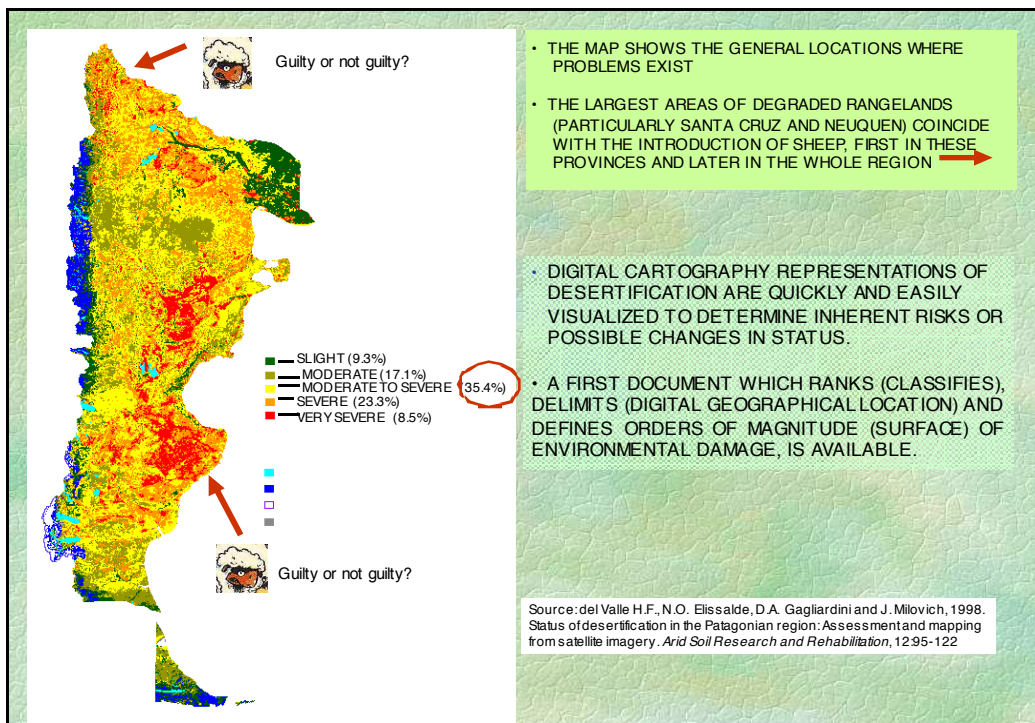 Guilty or not guilty?
SLIGHT (9.3%)
MODERATE (17.1%)
MODERATE TO SEVERE (35.4%)
SEVERE (23.3%)
VERY SEVERE (8.5%)
Guilty or not guilty?
• THE MAP SHOWS THE GENERAL LOCATIONS WHERE
PROBLEMS EXIST
• THE LARGEST AREAS OF DEGRADED RANGELANDS
(PARTICULARLY SANTA CRUZ AND NEUQUEN) COINCIDE
WITH THE INTRODUCTION OF SHEEP, FIRST IN THESE
PROVINCES AND LATER IN THE WHOLE REGION
• DIGITAL CARTOGRAPHY REPRESENTATIONS OF
DESERTIFICATION ARE QUICKLY AND EASILY
VISUALIZED TO DETERMINE INHERENT RISKS OR
POSSIBLE CHANGES IN STATUS.
• A FIRST DOCUMENT WHICH RANKS (CLASSIFIES),
DELIMITS (DIGITAL GEOGRAPHICAL LOCATION) AND
DEFINES ORDERS OF MAGNITUDE (SURFACE) OF
ENVIRONMENTAL DAMAGE, IS AVAILABLE.
Source: del Valle H.F., N.O. Elissalde, D.A. Gagliardini and J. Milovich, 1998.
Status of desertification in the Patagonian region: Assessment and mapping
from satellite imagery. Arid Soil Research and Rehabilitation, 12:95-122